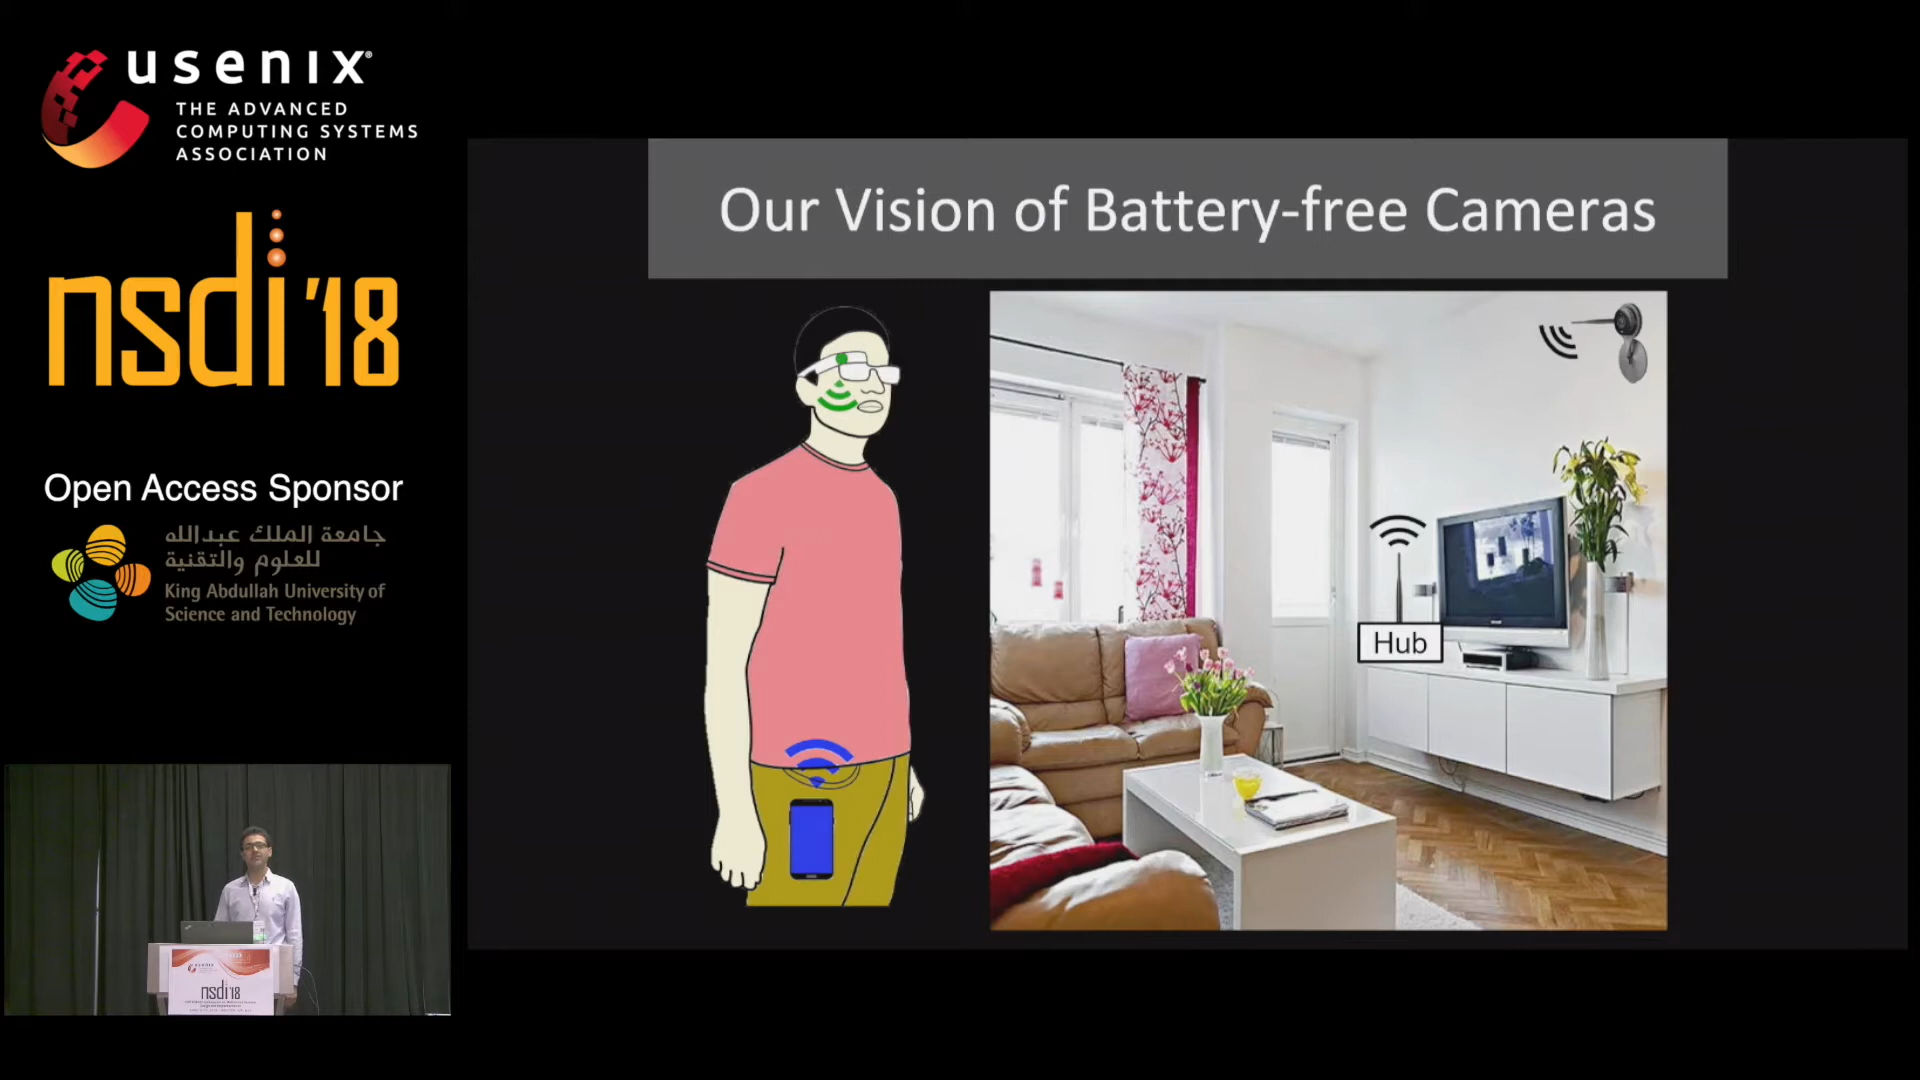 usenix®
THE ADVANCED
COMPUTING SYSTEMS
ASSOCIATION
nsdi '18
Open Access Sponsor
جامعة الملك عبدالله
للعلوم والتقنية
King Abdullah University of
Science and Technology
Our Vision of Battery-free Cameras
Hub
usenix
nsdi'18